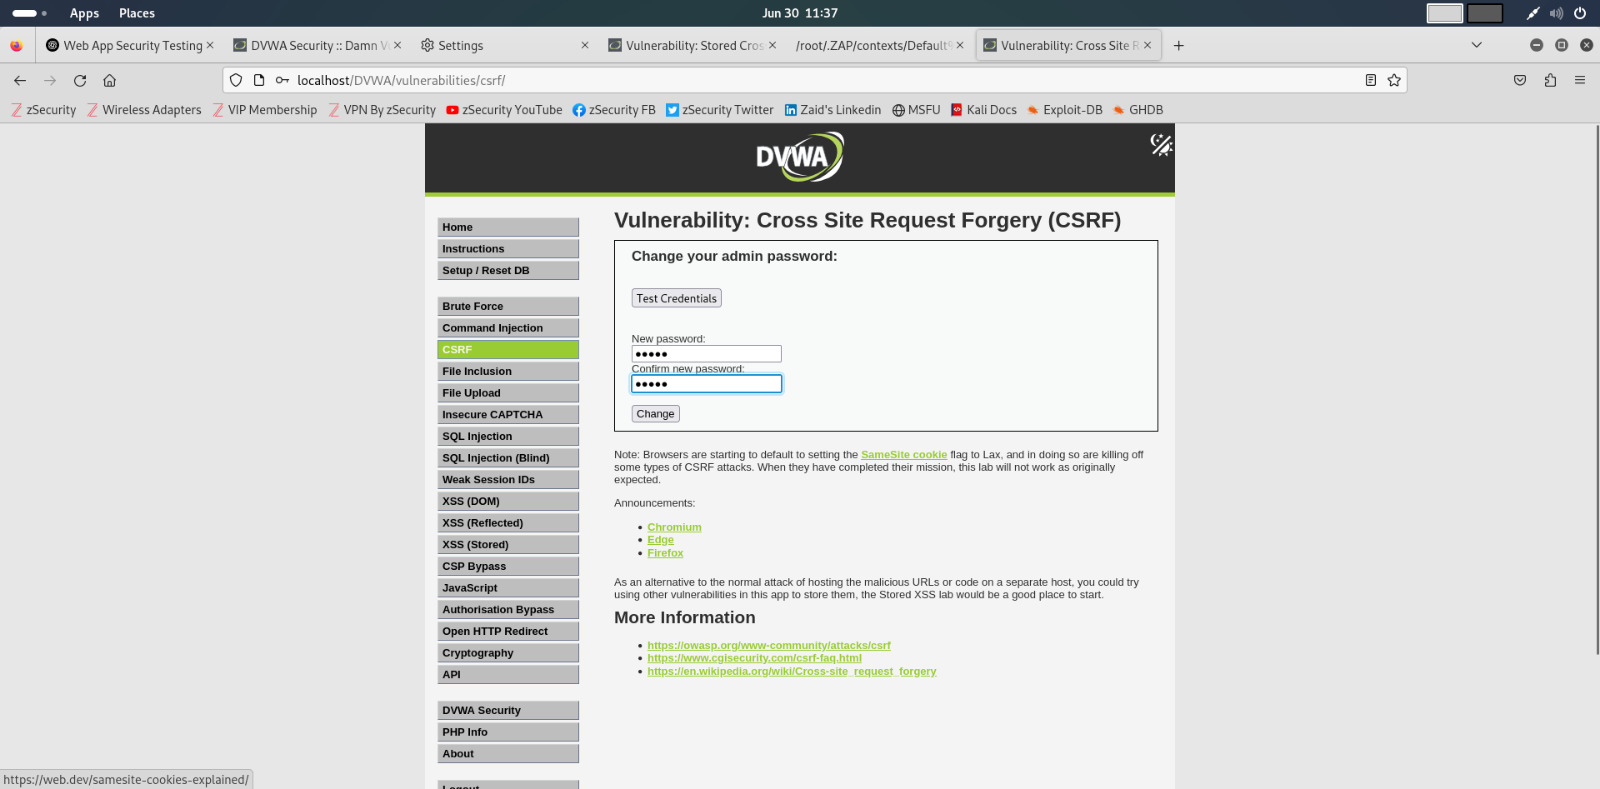 Apps Places Jun 30 11:37
Web App Security Testing DVWA Security :: Damn V Settings Vulnerability: Stored Cros /root/.ZAP/contexts/Default Vulnerability: Cross Site R
localhost/DVWA/vulnerabilities/csrf/
zSecurity Wireless Adapters VIP Membership VPN By zSecurity zSecurity YouTube zSecurity FB zSecurity Twitter Zaid's Linkedin MSFU Kali Docs Exploit-DB GHDB
DVWA
Home
Instructions
Setup / Reset DB
Brute Force
Command Injection
CSRF
File Inclusion
File Upload
Insecure CAPTCHA
SQL Injection
SQL Injection (Blind)
Weak Session IDs
XSS (DOM)
XSS (Reflected)
XSS (Stored)
CSP Bypass
JavaScript
Authorisation Bypass
Open HTTP Redirect
Cryptography
API
DVWA Security
PHP Info
About
Logout
Vulnerability: Cross Site Request Forgery (CSRF)
Change your admin password:
Test Credentials
New password:
●●●●●
Confirm new password:
●●●●●
Change
Note: Browsers are starting to default to setting the SameSite cookie flag to Lax, and in doing so are killing off
some types of CSRF attacks. When they have completed their mission, this lab will not work as originally
expected.
Announcements:
• Chromium
• Edge
• Firefox
As an alternative to the normal attack of hosting the malicious URLs or code on a separate host, you could try
using other vulnerabilities in this app to store them, the Stored XSS lab would be a good place to start.
More Information
• https://owasp.org/www-community/attacks/csrf
• https://www.cgisecurity.com/csrf-faq.html
• https://en.wikipedia.org/wiki/Cross-site_request_forgery
https://web.dev/samesite-cookies-explained/